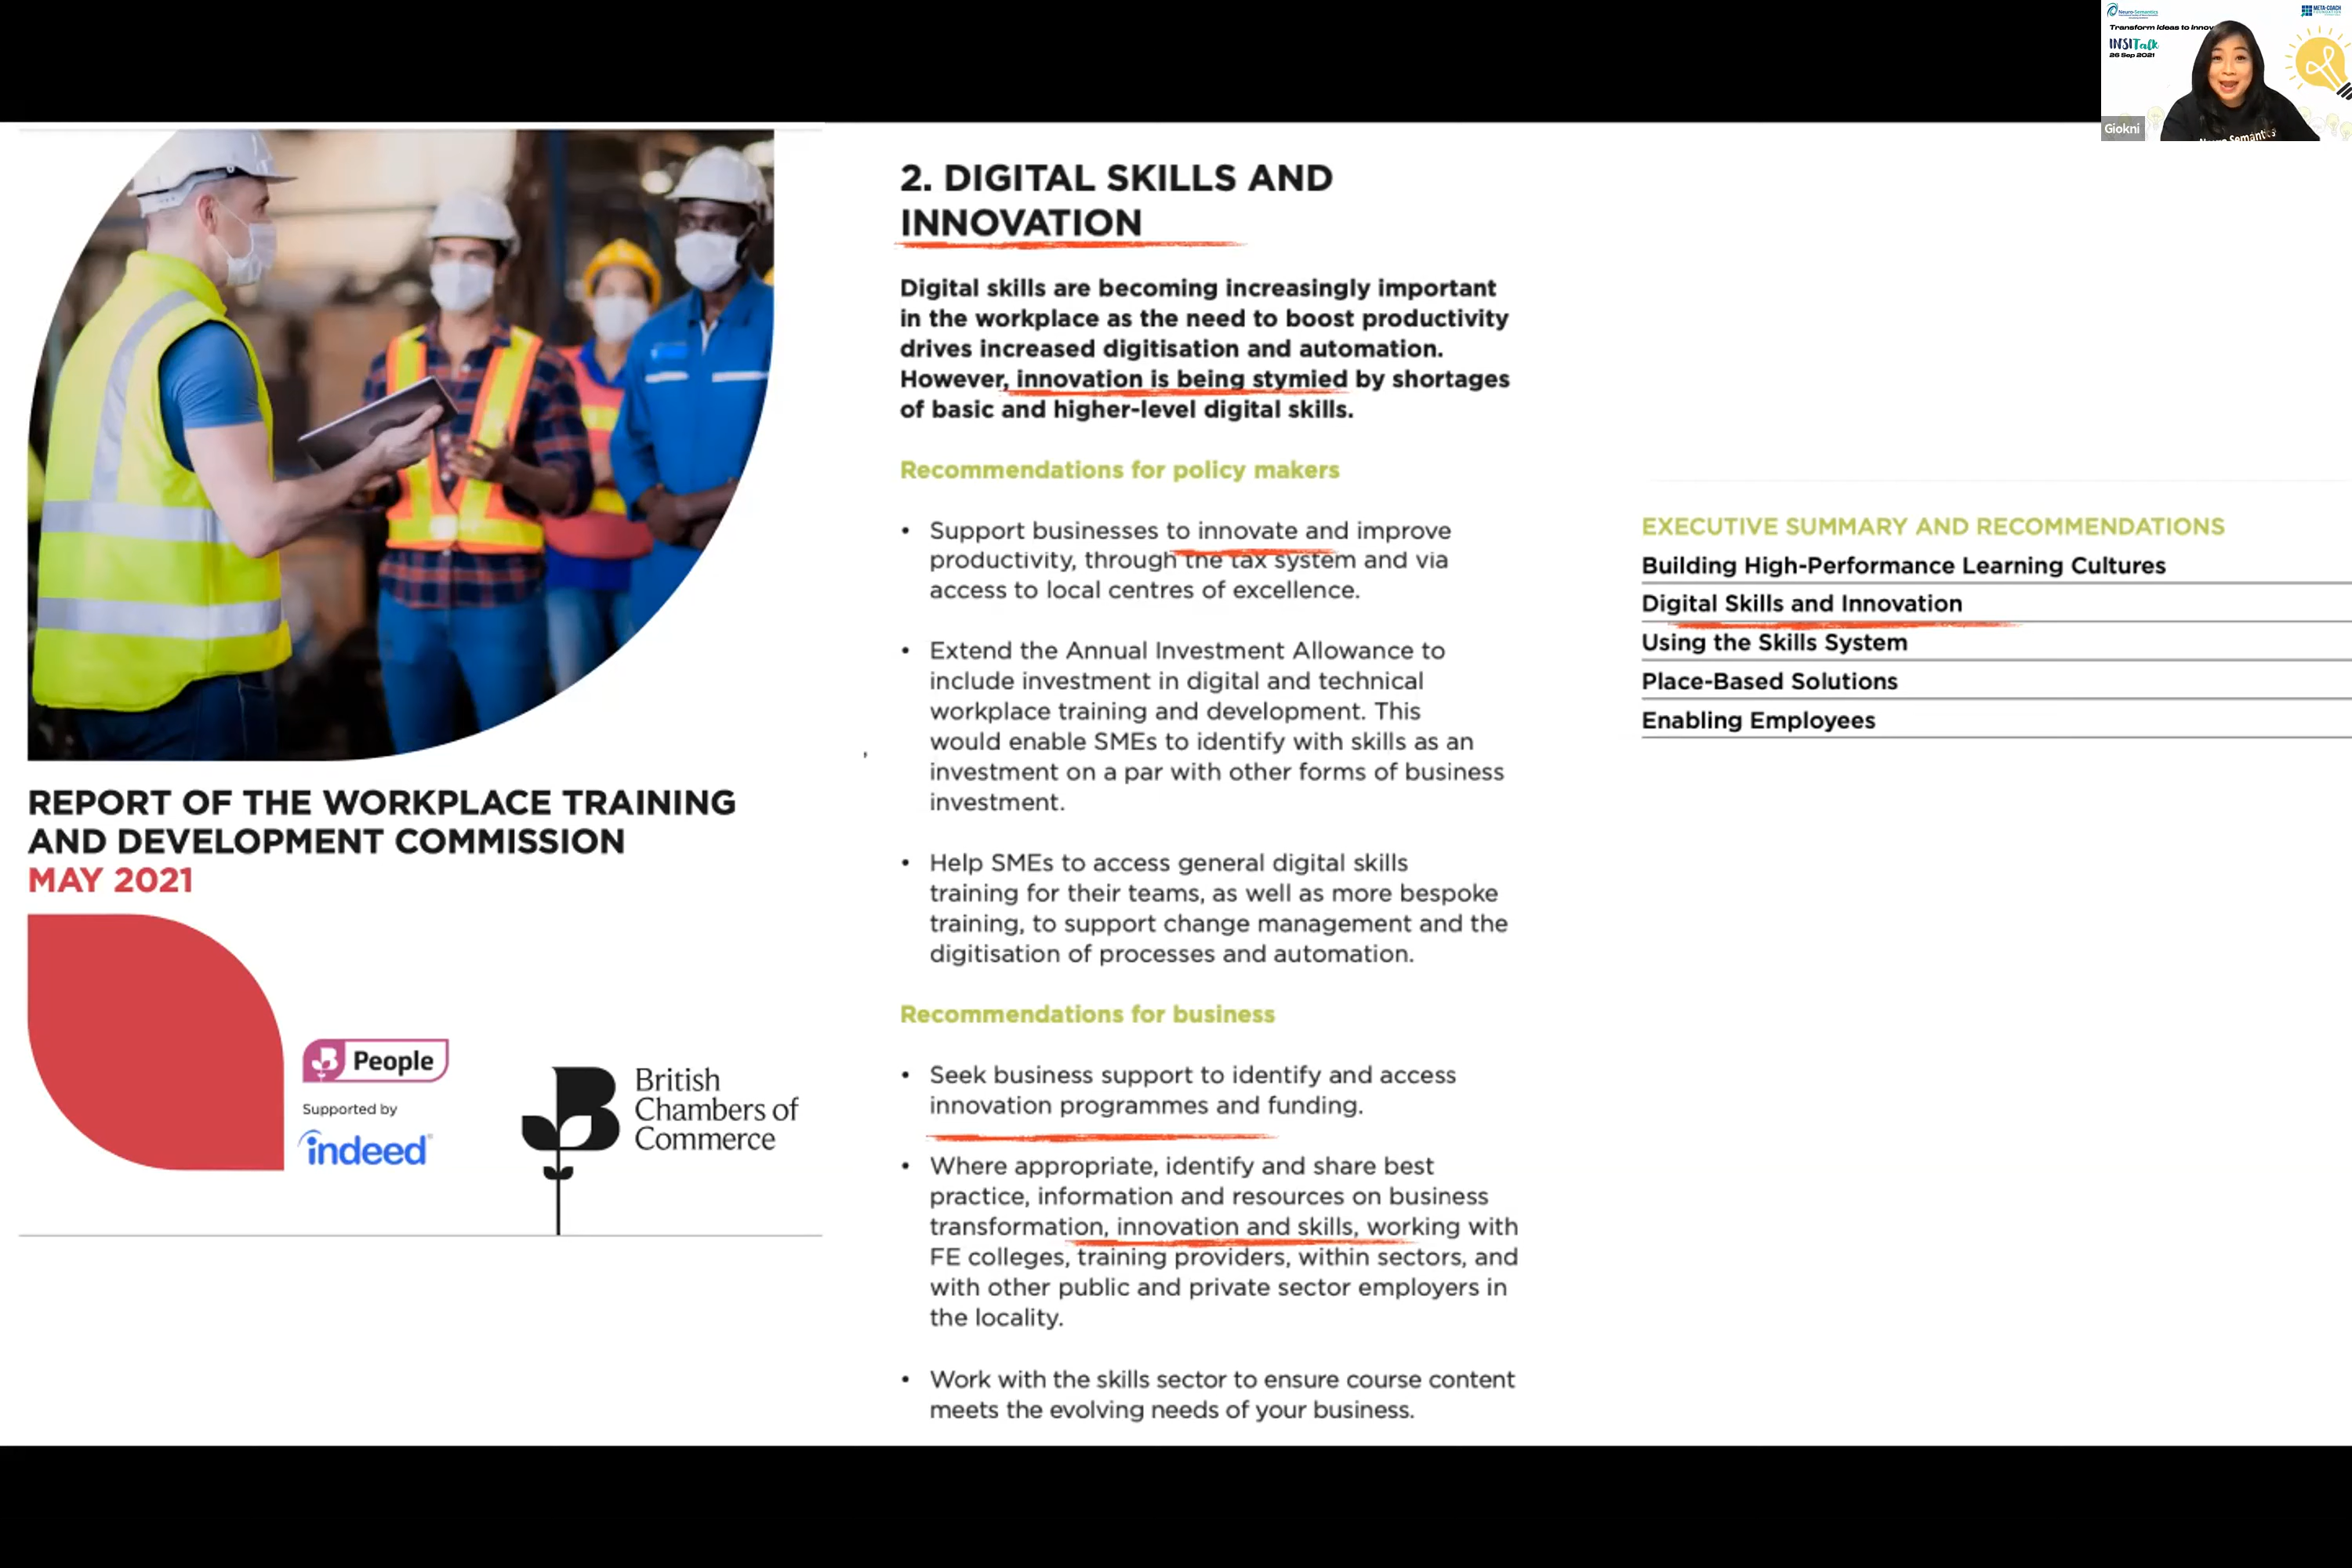 Neuro-Semantics
META-COACH
Transform Ideas to Innov
INSITalk
26 Sep 2021
Giokni
Neuro Semantics
REPORT OF THE WORKPLACE TRAINING
AND DEVELOPMENT COMMISSION
MAY 2021
People
Supported by
indeed
British
Chambers of
Commerce
2. DIGITAL SKILLS AND
INNOVATION
Digital skills are becoming increasingly important
in the workplace as the need to boost productivity
drives increased digitisation and automation.
However, innovation is being stymied by shortages
of basic and higher-level digital skills.
Recommendations for policy makers
• Support businesses to innovate and improve
productivity, through the tax system and via
access to local centres of excellence.
• Extend the Annual Investment Allowance to
include investment in digital and technical
workplace training and development. This
would enable SMEs to identify with skills as an
investment on a par with other forms of business
investment.
• Help SMEs to access general digital skills
training for their teams, as well as more bespoke
training, to support change management and the
digitisation of processes and automation.
Recommendations for business
• Seek business support to identify and access
innovation programmes and funding.
• Where appropriate, identify and share best
practice, information and resources on business
transformation, innovation and skills, working with
FE colleges, training providers, within sectors, and
with other public and private sector employers in
the locality.
• Work with the skills sector to ensure course content
meets the evolving needs of your business.
EXECUTIVE SUMMARY AND RECOMMENDATIONS
Building High-Performance Learning Cultures
Digital Skills and Innovation
Using the Skills System
Place-Based Solutions
Enabling Employees